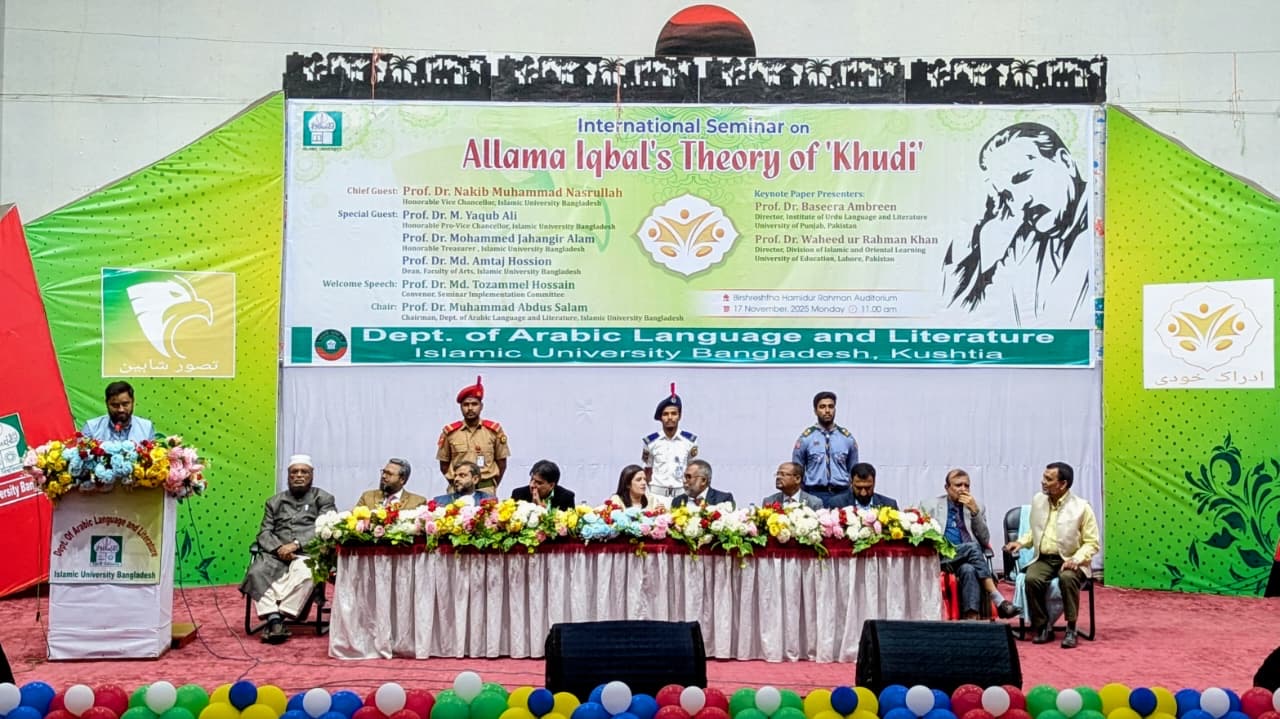 International Seminar on
Allama Iqbal's Theory of 'Khudi'
ISLAMIC UNIVERSITY
Chief Guest: Prof. Dr. Nakib Muhammad Nasrullah
Honorable Vice Chancellor, Islamic University Bangladesh
Special Guest: Prof. Dr. M. Yaqub Ali
Honorable Pro-Vice Chancellor, Islamic University Bangladesh
Prof. Dr. Mohammed Jahangir Alam
Honorable Treasurer , Islamic University Bangladesh
Prof. Dr. Md. Amtaj Hossion
Dean, Faculty of Arts, Islamic University Bangladesh
Welcome Speech: Prof. Dr. Md. Tozammel Hossain
Convenor, Seminar Implementation Committee
Chair: Prof. Dr. Muhammad Abdus Salam
Chairman, Dept. of Arabic Language and Literature, Islamic University Bangladesh
Keynote Paper Presenters:
Prof. Dr. Baseera Ambreen
Director, Institute of Urdu Language and Literature
University of Punjab, Pakistan
Prof. Dr. Waheed ur Rahman Khan
Director, Division of Islamic and Oriental Learning
University of Education, Lahore, Pakistan
Birshreshtha Hamidur Rahman Auditorium
17 November, 2025 Monday 11.00 am
Dept. of Arabic Language and Literature
Islamic University Bangladesh, Kushtia
تصور شاہین
ادراک خودی
Dept. Of Arabic Language and Literature
Islamic University Bangladesh